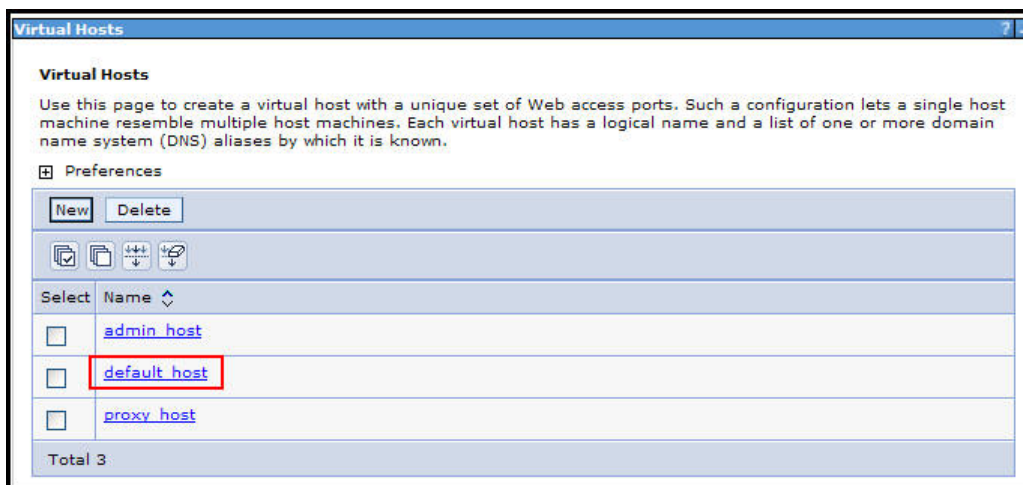 Virtual Hosts
?
Virtual Hosts
Use this page to create a virtual host with a unique set of Web access ports. Such a configuration lets a single host
machine resemble multiple host machines. Each virtual host has a logical name and a list of one or more domain
name system (DNS) aliases by which it is known.
Preferences
New Delete
Select Name
admin_host
default_host
proxy_host
Total 3